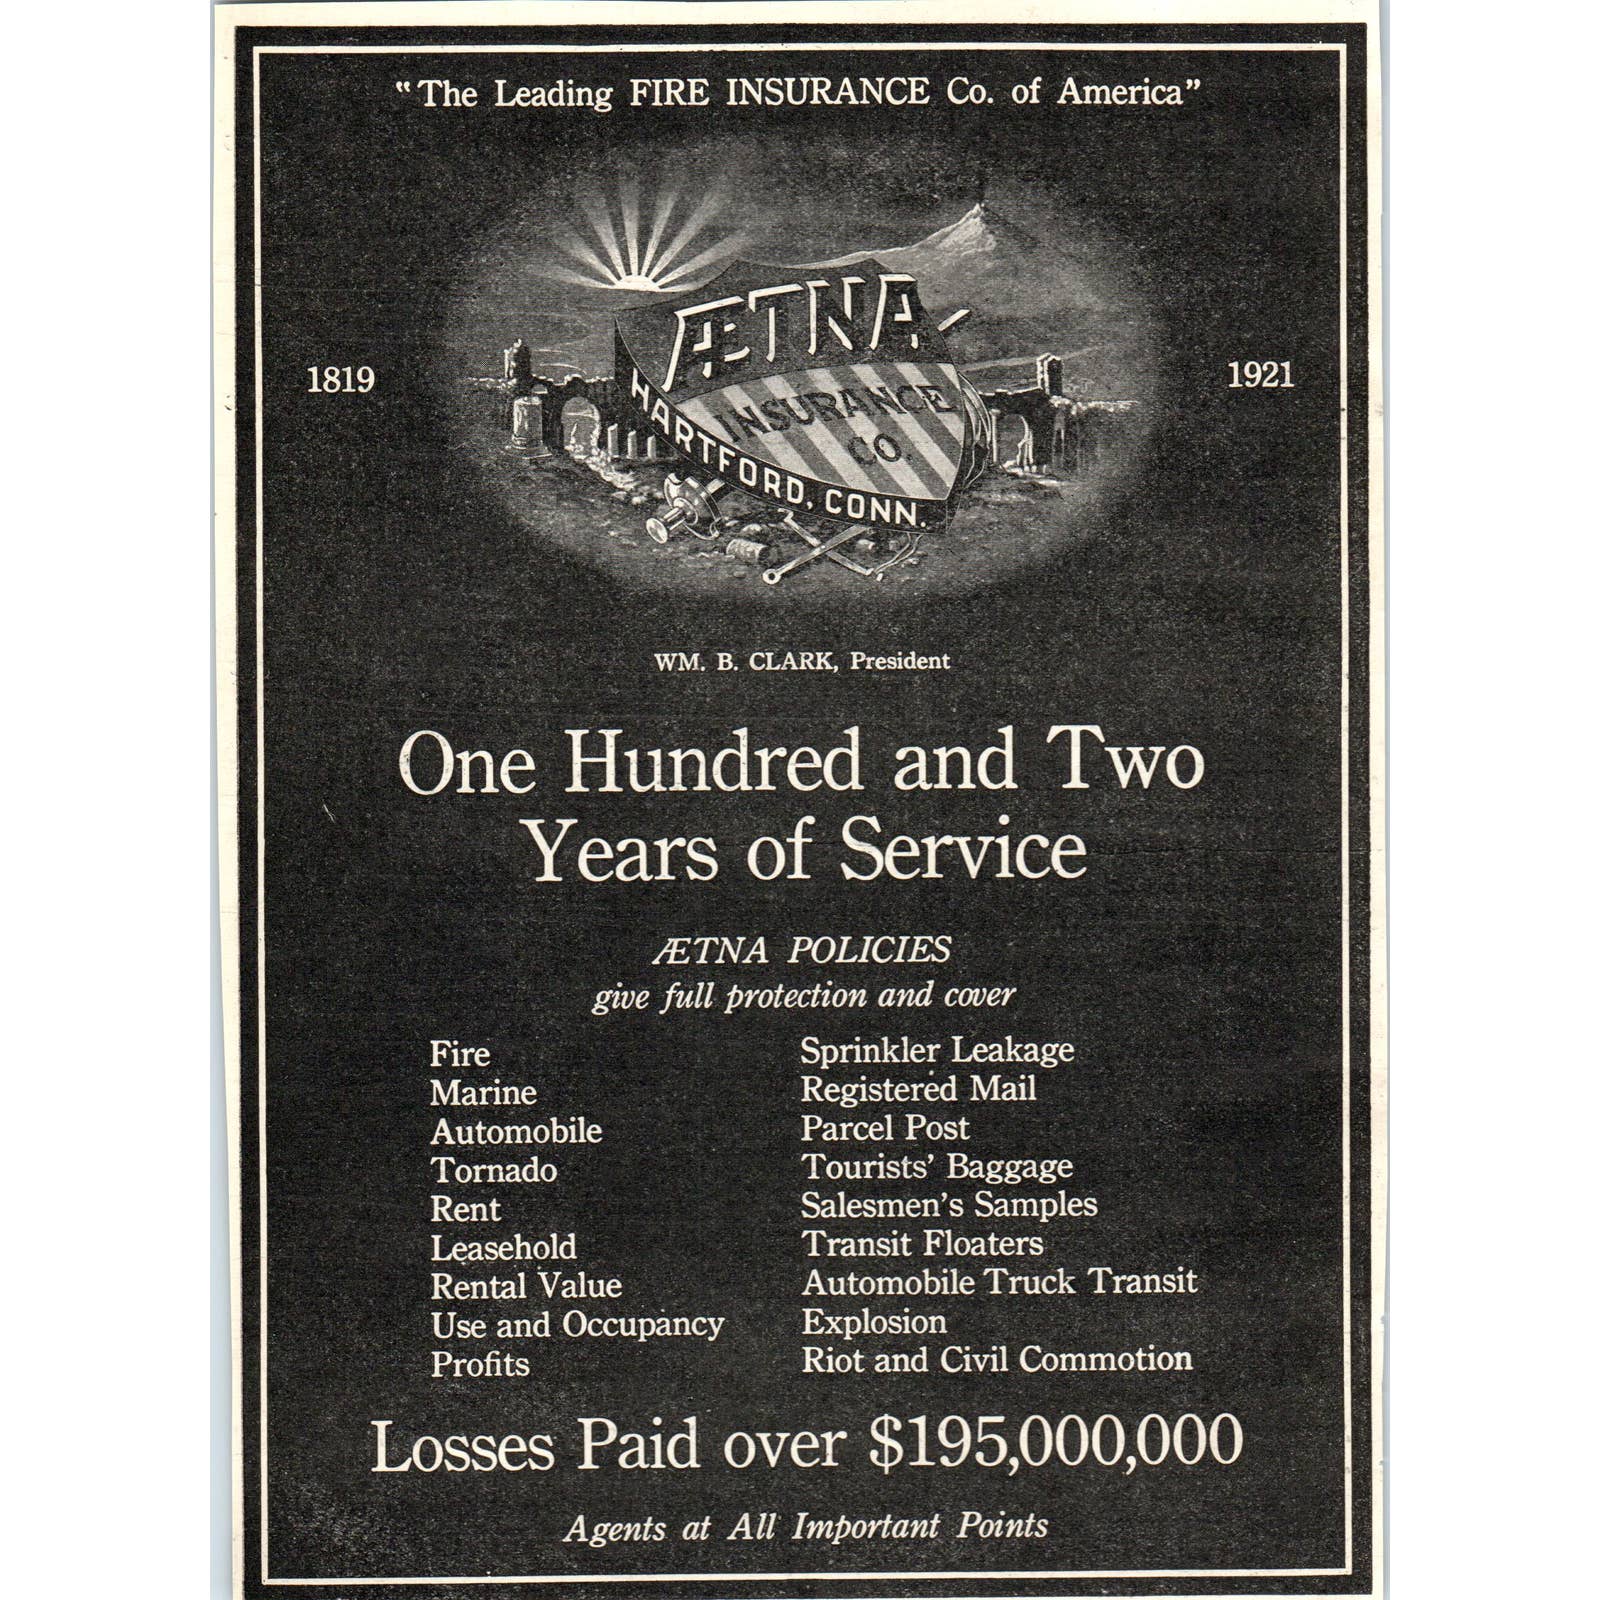 "The Leading FIRE INSURANCE Co. of America"
ÆTNA
INSURANCE
CO.
HARTFORD, CONN.
1819
1921
WM. B. CLARK, President
One Hundred and Two
Years of Service
ÆTNA POLICIES
give full protection and cover
Fire
Marine
Automobile
Tornado
Rent
Leasehold
Rental Value
Use and Occupancy
Profits
Sprinkler Leakage
Registered Mail
Parcel Post
Tourists' Baggage
Salesmen's Samples
Transit Floaters
Automobile Truck Transit
Explosion
Riot and Civil Commotion
Losses Paid over $195,000,000
Agents at All Important Points